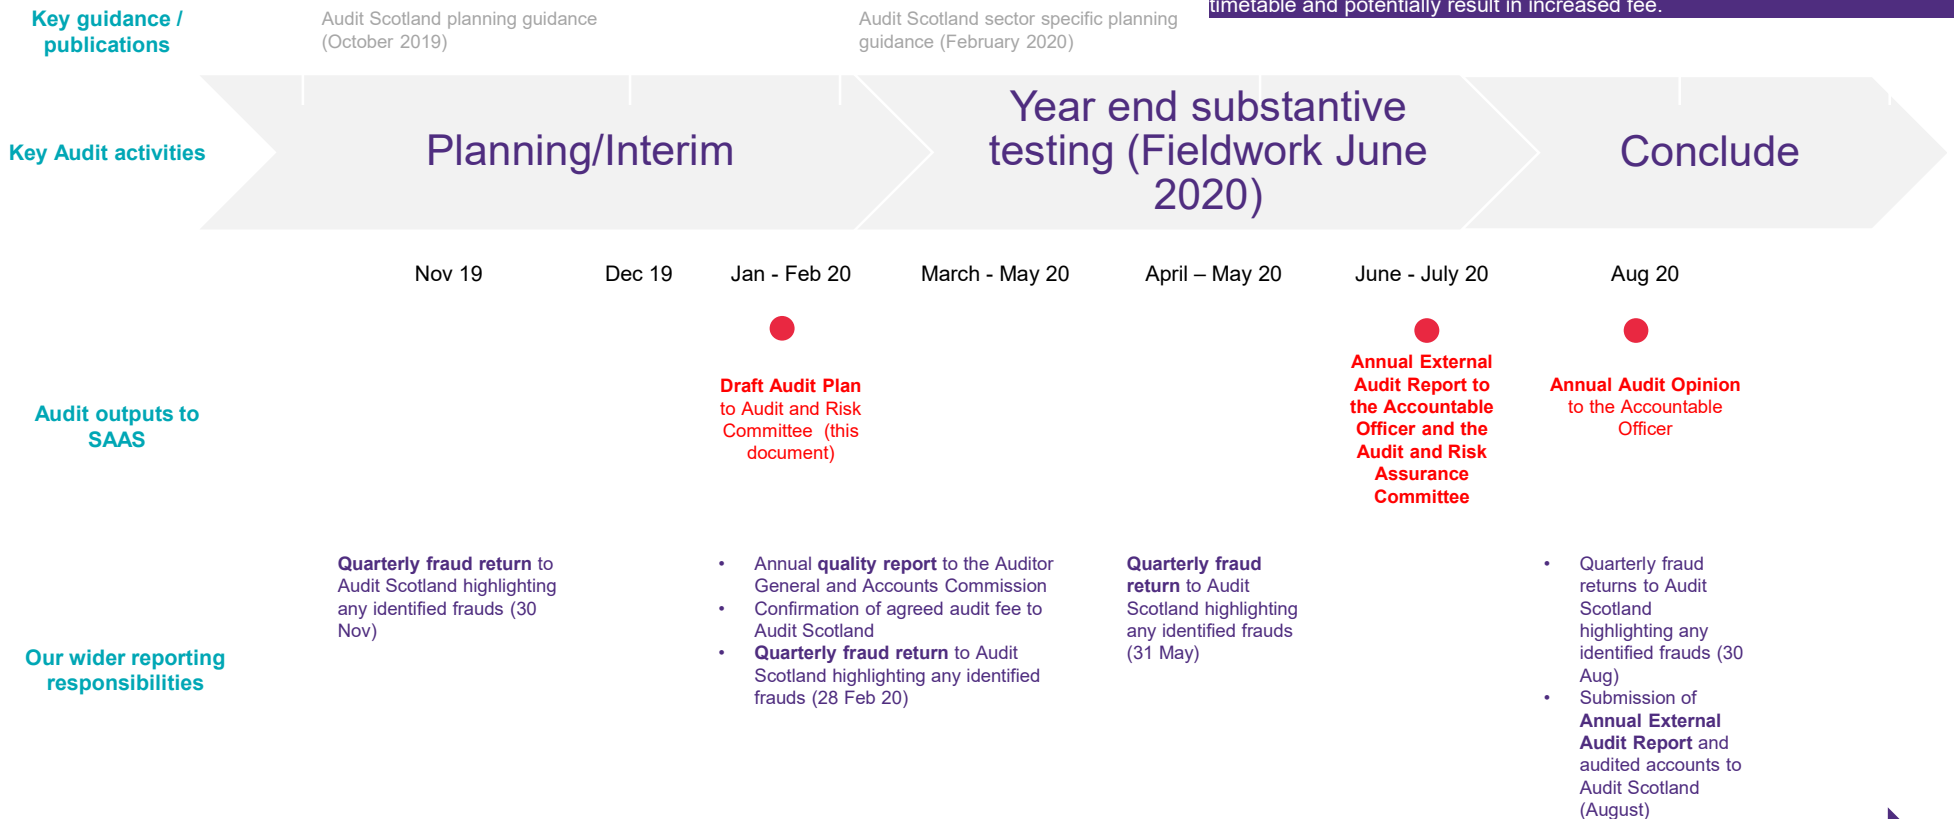 timetable and potentially result in increased fee.
Key guidance /
publications
Audit Scotland planning guidance
(October 2019)
Audit Scotland sector specific planning
guidance (February 2020)
Key Audit activities
Planning/Interim
Year end substantive
testing (Fieldwork June
2020)
Conclude
Nov 19
Dec 19
Jan - Feb 20
March - May 20
April – May 20
June - July 20
Aug 20
Audit outputs to
SAAS
Draft Audit Plan
to Audit and Risk
Committee (this
document)
Annual External
Audit Report to
the Accountable
Officer and the
Audit and Risk
Assurance
Committee
Annual Audit Opinion
to the Accountable
Officer
Our wider reporting
responsibilities
Quarterly fraud return to
Audit Scotland highlighting
any identified frauds (30
Nov)
• Annual quality report to the Auditor
General and Accounts Commission
• Confirmation of agreed audit fee to
Audit Scotland
• Quarterly fraud return to Audit
Scotland highlighting any identified
frauds (28 Feb 20)
Quarterly fraud
return to Audit
Scotland highlighting
any identified frauds
(31 May)
• Quarterly fraud
returns to Audit
Scotland
highlighting any
identified frauds (30
Aug)
• Submission of
Annual External
Audit Report and
audited accounts to
Audit Scotland
(August)